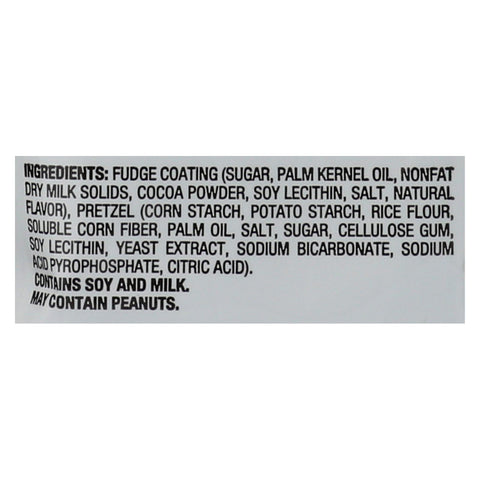 INGREDIENTS: FUDGE COATING (SUGAR, PALM KERNEL OIL, NONFAT
DRY MILK SOLIDS, COCOA POWDER, SOY LECITHIN, SALT, NATURAL
FLAVOR), PRETZEL (CORN STARCH, POTATO STARCH, RICE FLOUR,
SOLUBLE CORN FIBER, PALM OIL, SALT, SUGAR, CELLULOSE GUM,
SOY LECITHIN, YEAST EXTRACT, SODIUM BICARBONATE, SODIUM
ACID PYROPHOSPHATE, CITRIC ACID).
CONTAINS SOY AND MILK.
MAY CONTAIN PEANUTS.